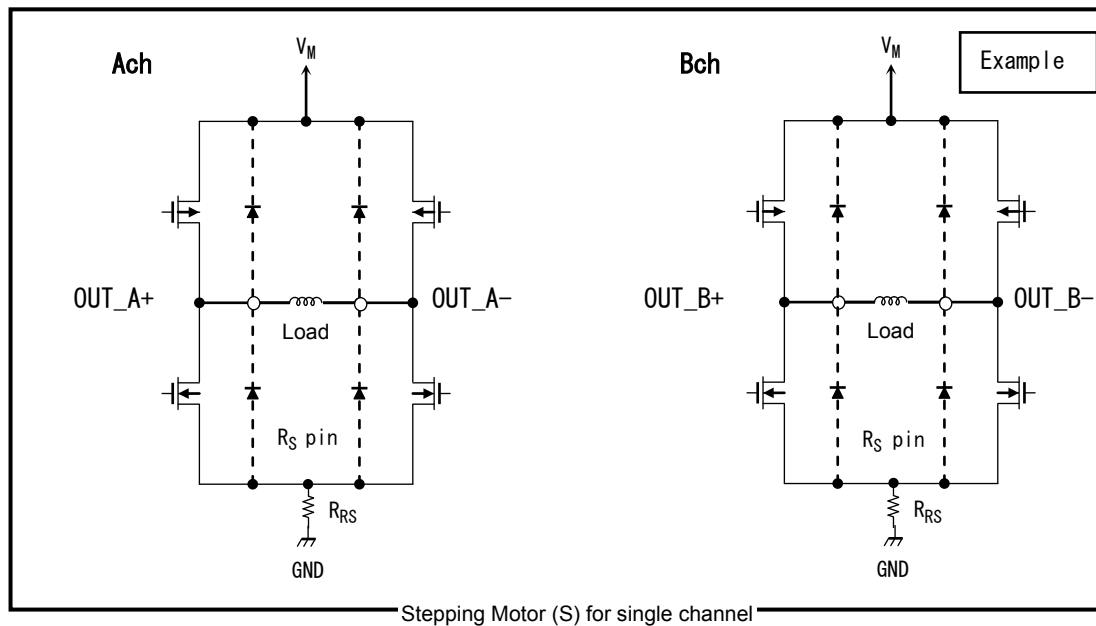 Ach
V_M
Bch
V_M
Example
OUT_A+
OUT_A-
Load
OUT_B+
OUT_B-
Load
R_S pin
R_RS
GND
R_S pin
R_RS
GND
Stepping Motor (S) for single channel